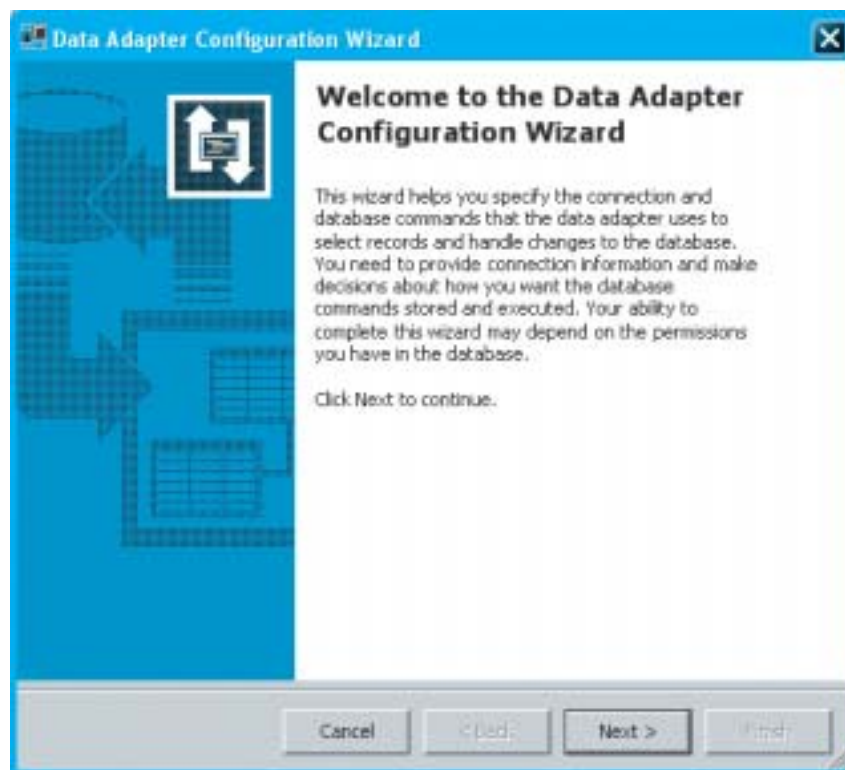 Data Adapter Configuration Wizard
Welcome to the Data Adapter
Configuration Wizard
This wizard helps you specify the connection and
database commands that the data adapter uses to
select records and handle changes to the database.
You need to provide connection information and make
decisions about how you want the database
commands stored and executed. Your ability to
complete this wizard may depend on the permissions
you have in the database.
Click Next to continue.
Cancel
< Back
Next >
Finish